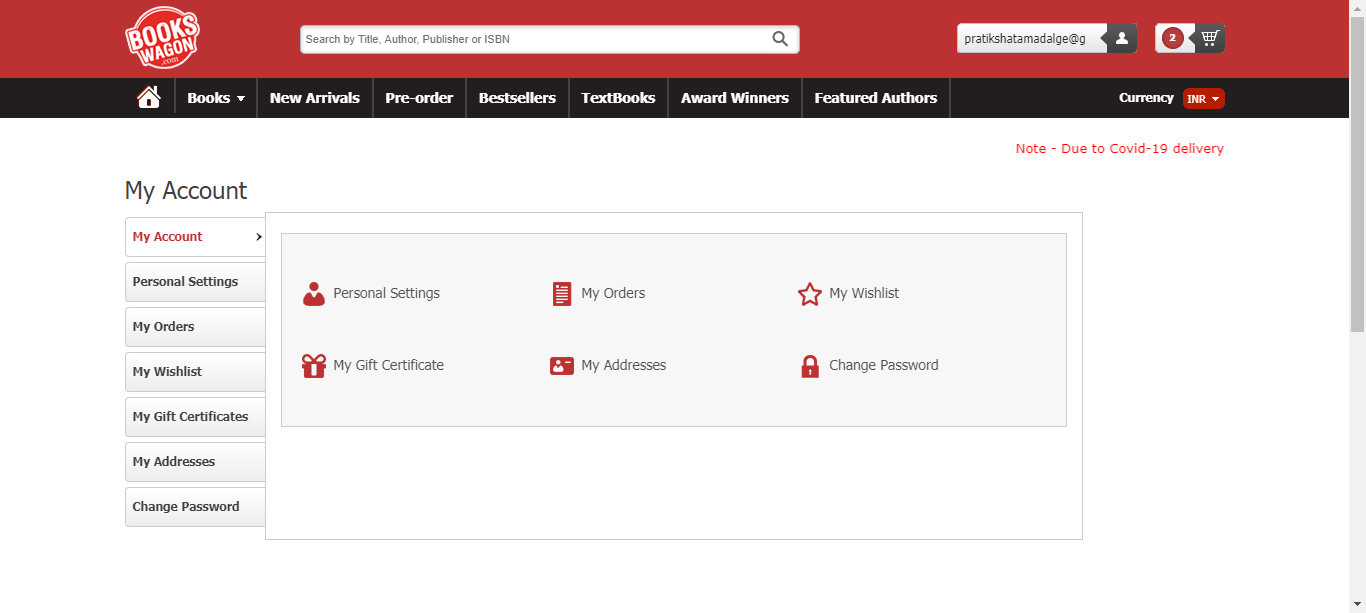 BOOKS
WAGON
.com
Search by Title, Author, Publisher or ISBN
pratikshatamadalge@g
2
Books
New Arrivals
Pre-order
Bestsellers
TextBooks
Award Winners
Featured Authors
Currency
INR
Note - Due to Covid-19 delivery
My Account
My Account
Personal Settings
My Orders
My Wishlist
My Gift Certificates
My Addresses
Change Password
Personal Settings
My Orders
My Wishlist
My Gift Certificate
My Addresses
Change Password